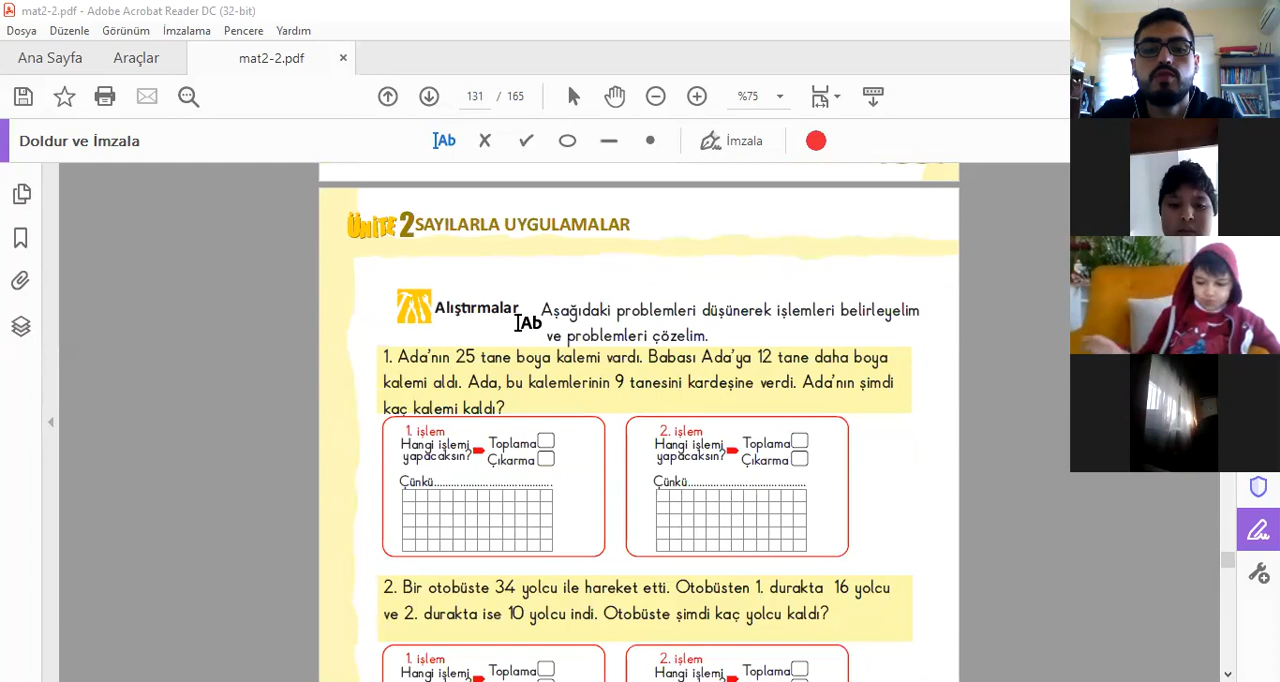 mat2-2.pdf - Adobe Acrobat Reader DC (32-bit)
Dosya Düzenle Görünüm İmzalama Pencere Yardım
Ana Sayfa Araçlar mat2-2.pdf ×
131 / 165 %75
Doldur ve İmzala Ab İmzala
ÜNİTE 2 SAYILARLA UYGULAMALAR
Alıştırmalar Aşağıdaki problemleri düşünerek işlemleri belirleyelim
Ab
ve problemleri çözelim.
1. Ada'nın 25 tane boya kalemi vardı. Babası Ada'ya 12 tane daha boya
kalemi aldı. Ada, bu kalemlerinin 9 tanesini kardeşine verdi. Ada'nın şimdi
kaç kalemi kaldı?
1. işlem
Hangi işlemi
yapacaksın?
Toplama
Çıkarma
Çünkü...............................................
2. işlem
Hangi işlemi
yapacaksın?
Toplama
Çıkarma
Çünkü...............................................
2. Bir otobüste 34 yolcu ile hareket etti. Otobüsten 1. durakta 16 yolcu
ve 2. durakta ise 10 yolcu indi. Otobüste şimdi kaç yolcu kaldı?
1. işlem
Hangi işlemi
Toplama
2. işlem
Hangi işlemi
Toplama